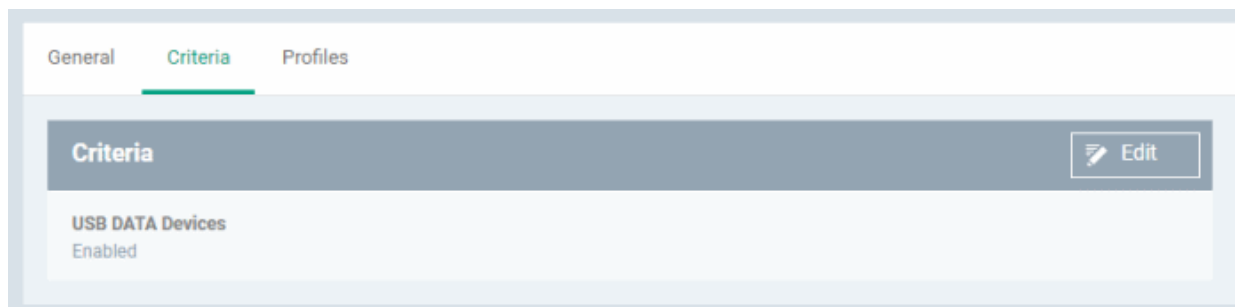 General Criteria Profiles
Criteria Edit
USB DATA Devices
Enabled